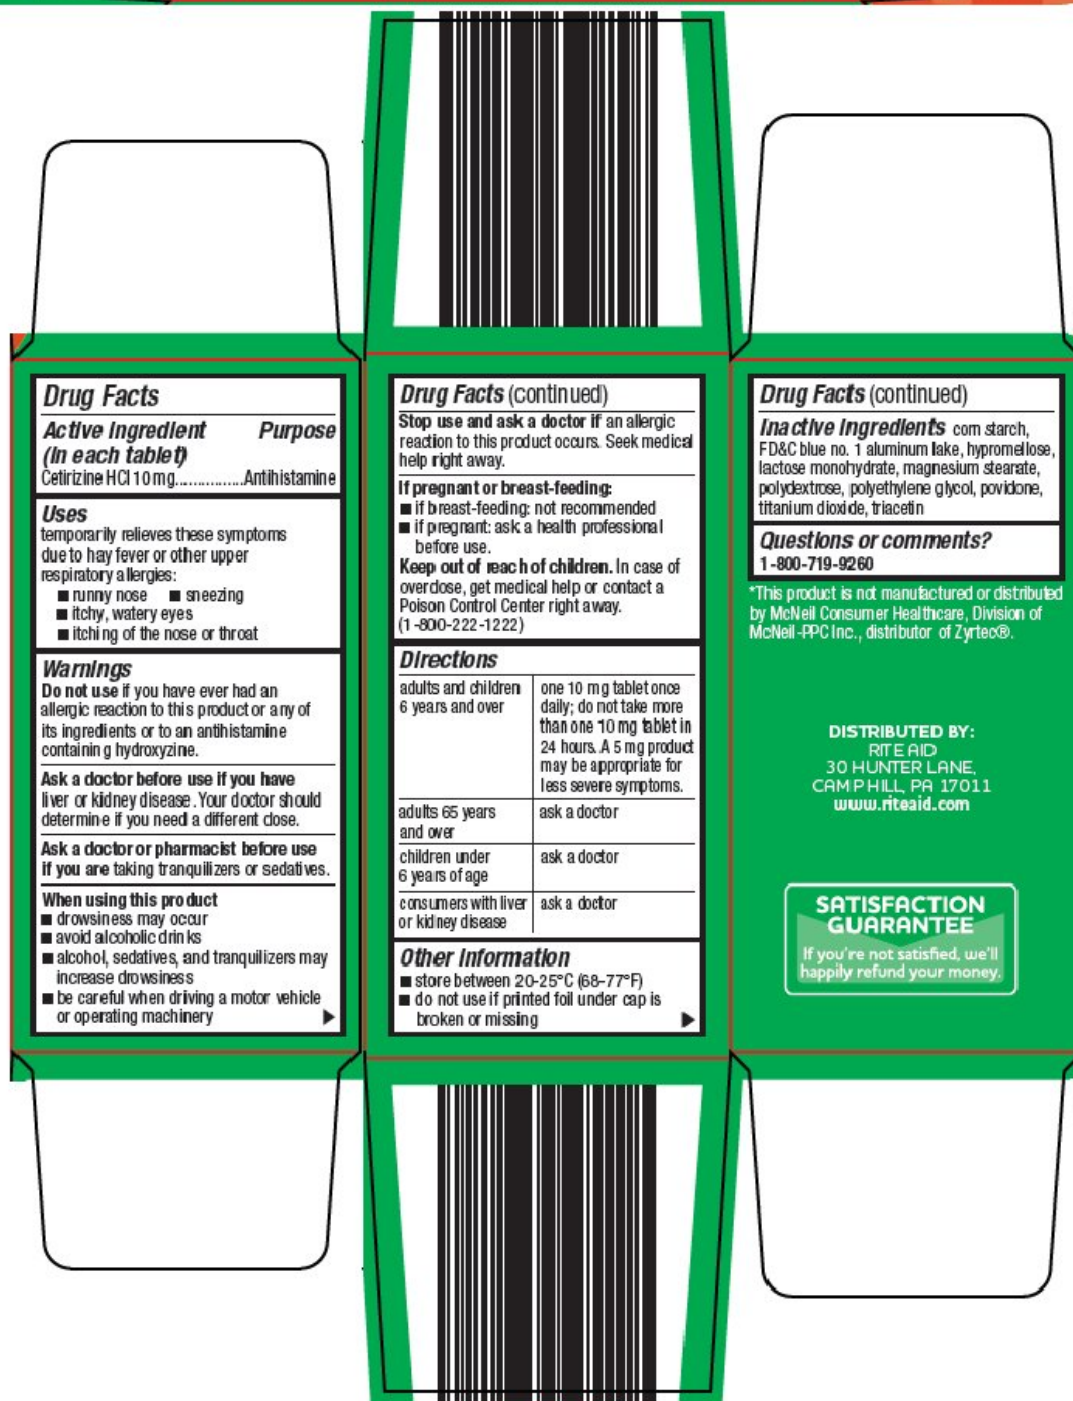 Drug Facts
Active ingredient Purpose
(in each tablet)
Cetirizine HCl 10 mg................Antihistamine
Uses
temporarily relieves these symptoms
due to hay fever or other upper
respiratory allergies:
■ runny nose ■ sneezing
■ itchy, watery eyes
■ itching of the nose or throat
Warnings
Do not use if you have ever had an
allergic reaction to this product or any of
its ingredients or to an antihistamine
containing hydroxyzine.
Ask a doctor before use if you have
liver or kidney disease. Your doctor should
determine if you need a different dose.
Ask a doctor or pharmacist before use
if you are taking tranquilizers or sedatives.
When using this product
■ drowsiness may occur
■ avoid alcoholic drinks
■ alcohol, sedatives, and tranquilizers may
increase drowsiness
■ be careful when driving a motor vehicle
or operating machinery
Drug Facts (continued)
Stop use and ask a doctor if an allergic
reaction to this product occurs. Seek medical
help right away.
If pregnant or breast-feeding:
■ if breast-feeding: not recommended
■ if pregnant: ask a health professional
before use.
Keep out of reach of children. In case of
overdose, get medical help or contact a
Poison Control Center right away.
(1-800-222-1222)
Directions
adults and children one 10 mg tablet once
6 years and over daily; do not take more
than one 10 mg tablet in
24 hours. A 5 mg product
may be appropriate for
less severe symptoms.
adults 65 years ask a doctor
and over
children under ask a doctor
6 years of age
consumers with liver ask a doctor
or kidney disease
Other information
■ store between 20-25°C (68-77°F)
■ do not use if printed foil under cap is
broken or missing
Drug Facts (continued)
Inactive ingredients corn starch,
FD&C blue no. 1 aluminum lake, hypromellose,
lactose monohydrate, magnesium stearate,
polydextrose, polyethylene glycol, povidone,
titanium dioxide, triacetin
Questions or comments?
1-800-719-9260
*This product is not manufactured or distributed
by McNeil Consumer Healthcare, Division of
McNeil-PPC Inc., distributor of Zyrtec®.
DISTRIBUTED BY:
RITE AID
30 HUNTER LANE,
CAMP HILL, PA 17011
www.riteaid.com
SATISFACTION
GUARANTEE
If you're not satisfied, we'll
happily refund your money.